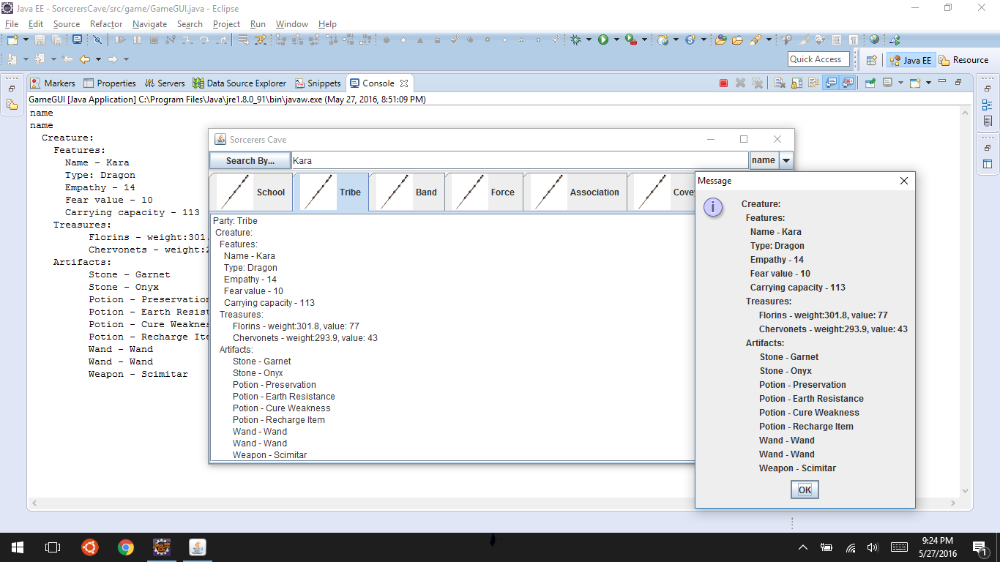 Java EE - SorcerersCave/src/game/GameGUI.java - Eclipse
File Edit Source Refactor Navigate Search Project Run Window Help
Quick Access
Java EE
Resource
Markers Properties Servers Data Source Explorer Snippets Console
GameGUI [Java Application] C:\Program Files\Java\jre1.8.0_91\bin\javaw.exe (May 27, 2016, 8:51:09 PM)
name
name
Creature:
Features:
Name - Kara
Type: Dragon
Empathy - 14
Fear value - 10
Carrying capacity - 113
Treasures:
Florins - weight:301.
Chervonets - weight:2
Artifacts:
Stone - Garnet
Stone - Onyx
Potion - Preservation
Potion - Earth Resist
Potion - Cure Weaknes
Potion - Recharge Ite
Wand - Wand
Wand - Wand
Weapon - Scimitar
Sorcerers Cave
Search By... Kara name
School Tribe Band Force Association Covey
Party: Tribe
Creature:
Features:
Name - Kara
Type: Dragon
Empathy - 14
Fear value - 10
Carrying capacity - 113
Treasures:
Florins - weight:301.8, value: 77
Chervonets - weight:293.9, value: 43
Artifacts:
Stone - Garnet
Stone - Onyx
Potion - Preservation
Potion - Earth Resistance
Potion - Cure Weakness
Potion - Recharge Item
Wand - Wand
Wand - Wand
Weapon - Scimitar
Message
Creature:
Features:
Name - Kara
Type: Dragon
Empathy - 14
Fear value - 10
Carrying capacity - 113
Treasures:
Florins - weight:301.8, value: 77
Chervonets - weight:293.9, value: 43
Artifacts:
Stone - Garnet
Stone - Onyx
Potion - Preservation
Potion - Earth Resistance
Potion - Cure Weakness
Potion - Recharge Item
Wand - Wand
Wand - Wand
Weapon - Scimitar
OK
Java EE
IDE
9:24 PM
5/27/2016
1